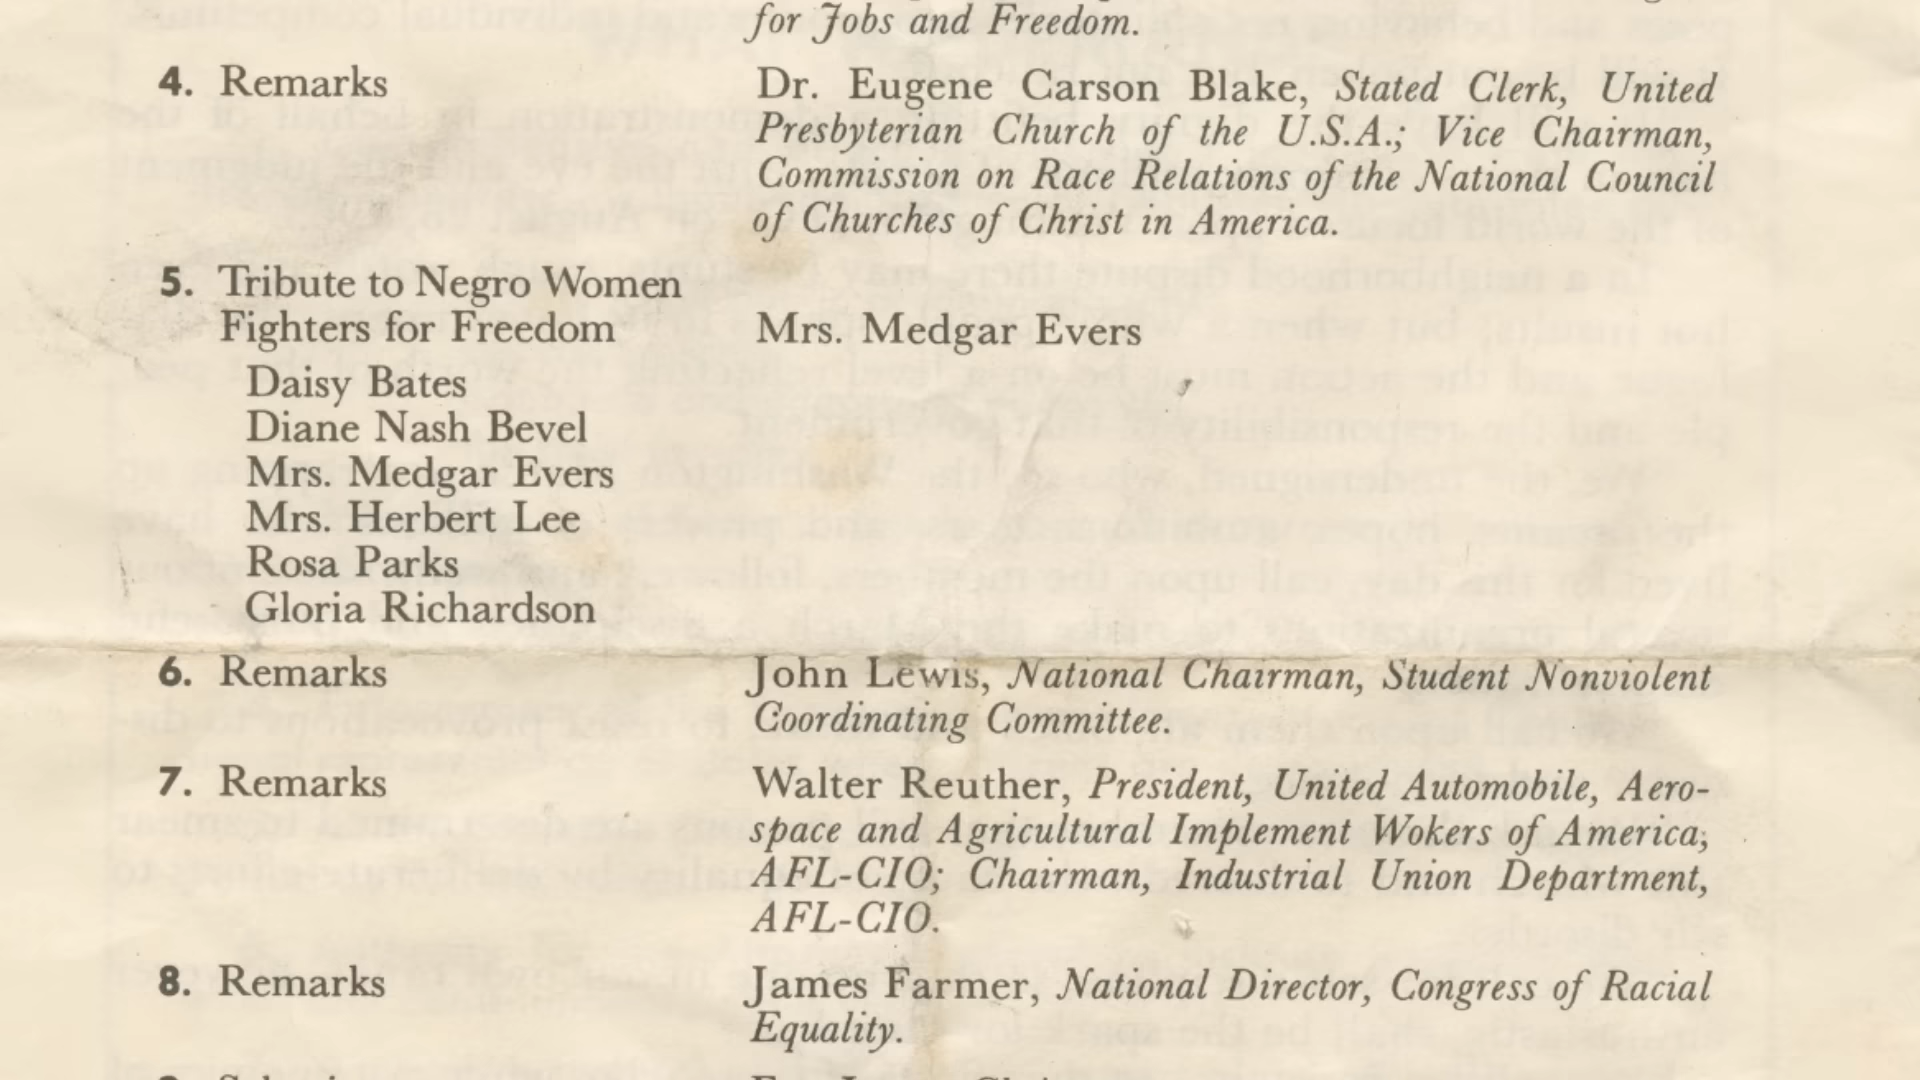 for Jobs and Freedom.
4. Remarks Dr. Eugene Carson Blake, Stated Clerk, United
Presbyterian Church of the U.S.A.; Vice Chairman,
Commission on Race Relations of the National Council
of Churches of Christ in America.
5. Tribute to Negro Women
Fighters for Freedom Mrs. Medgar Evers
Daisy Bates
Diane Nash Bevel
Mrs. Medgar Evers
Mrs. Herbert Lee
Rosa Parks
Gloria Richardson
6. Remarks John Lewis, National Chairman, Student Nonviolent
Coordinating Committee.
7. Remarks Walter Reuther, President, United Automobile, Aero-
space and Agricultural Implement Wokers of America,
AFL-CIO; Chairman, Industrial Union Department,
AFL-CIO.
8. Remarks James Farmer, National Director, Congress of Racial
Equality.